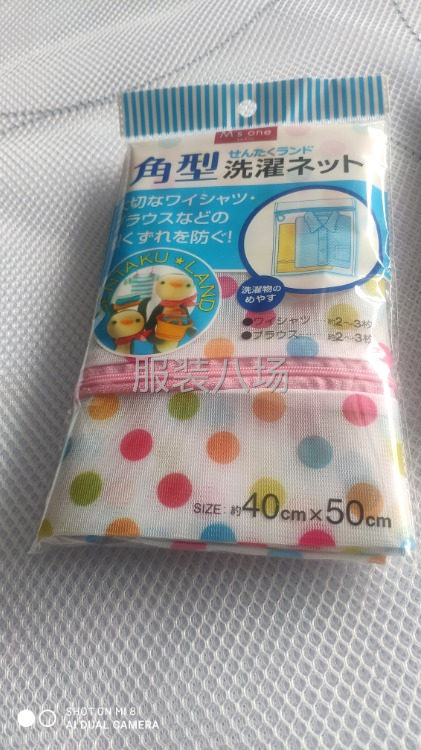 M's one
せんたくランド
角型洗濯ネット
切なワイシャツ・
ラウスなどの
くずれを防ぐ!
TAKU★LAND
洗濯物の
めやす
●ワイシャツ 約2〜3枚
●ブラウス 約2〜3枚
服装八场
SIZE:約40cm×50cm
SHOT ON MI 8
AI DUAL CAMERA